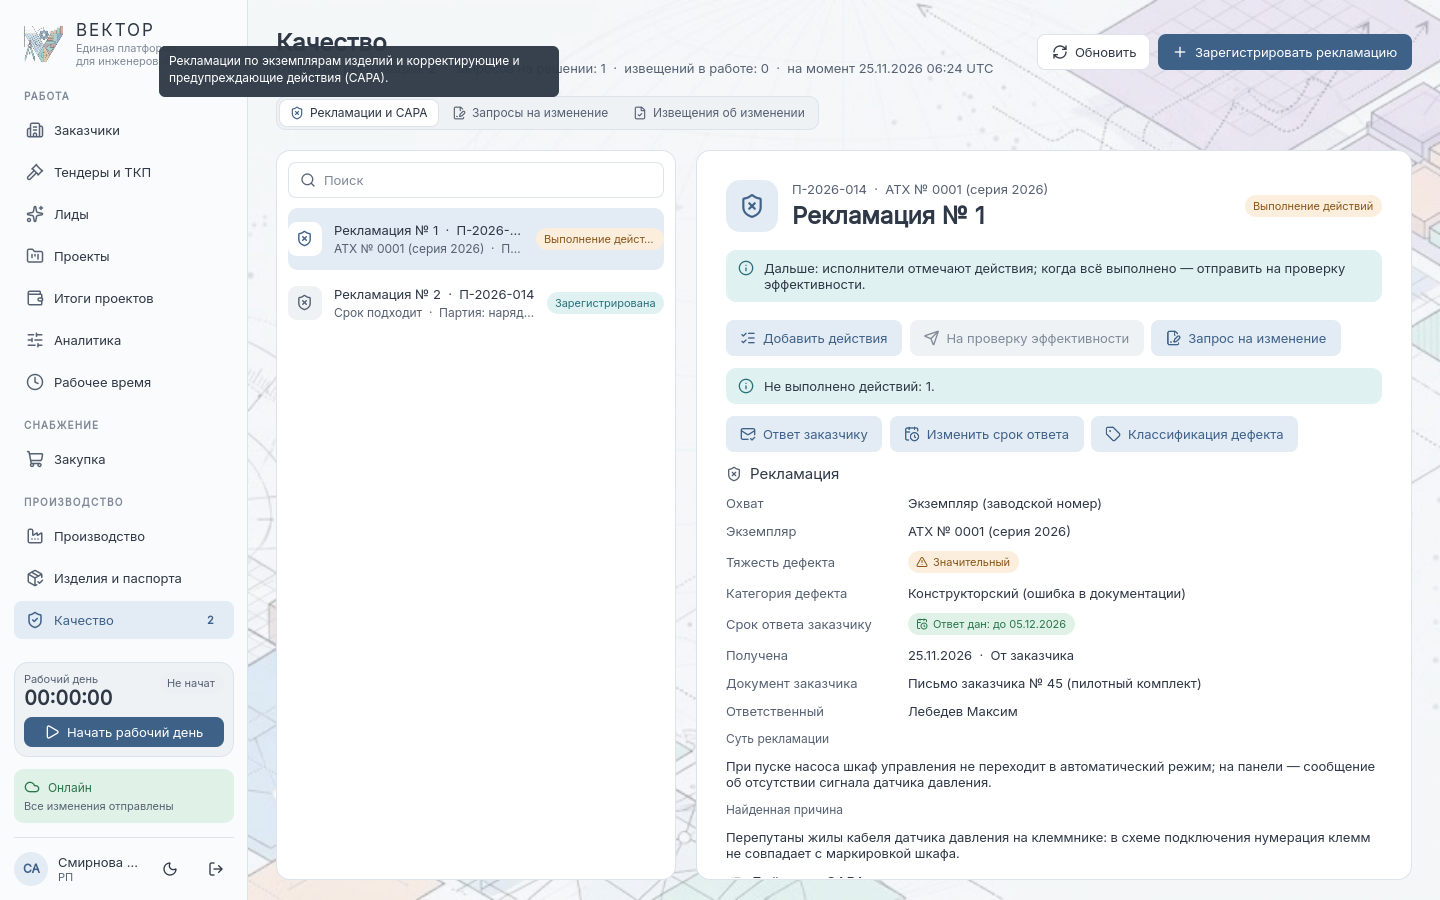 ВЕКТОР
Единая платфор
для инженеров
РАБОТА
Заказчики
Тендеры и ТКП
Лиды
Проекты
Итоги проектов
Аналитика
Рабочее время
СНАБЖЕНИЕ
Закупка
ПРОИЗВОДСТВО
Производство
Изделия и паспорта
Качество 2
Рабочий день
Не начат
00:00:00
Начать рабочий день
Онлайн
Все изменения отправлены
СА
Смирнова ...
РП
Качество
Рекламации по экземплярам изделий и корректирующие и
предупреждающие действия (CAPA).
решении: 1 · извещений в работе: 0 · на момент 25.11.2026 06:24 UTC
Обновить
Зарегистрировать рекламацию
Рекламации и CAPA
Запросы на изменение
Извещения об изменении
Поиск
Рекламация № 1 · П-2026-...
АТХ № 0001 (серия 2026) · П...
Выполнение дейст...
Рекламация № 2 · П-2026-014
Срок подходит · Партия: наряд...
Зарегистрирована
П-2026-014 · АТХ № 0001 (серия 2026)
Рекламация № 1
Выполнение действий
Дальше: исполнители отмечают действия; когда всё выполнено — отправить на проверку
эффективности.
Добавить действия
На проверку эффективности
Запрос на изменение
Не выполнено действий: 1.
Ответ заказчику
Изменить срок ответа
Классификация дефекта
Рекламация
Охват Экземпляр (заводской номер)
Экземпляр АТХ № 0001 (серия 2026)
Тяжесть дефекта Значительный
Категория дефекта Конструкторский (ошибка в документации)
Срок ответа заказчику Ответ дан: до 05.12.2026
Получена 25.11.2026 · От заказчика
Документ заказчика Письмо заказчика № 45 (пилотный комплект)
Ответственный Лебедев Максим
Суть рекламации
При пуске насоса шкаф управления не переходит в автоматический режим; на панели — сообщение
об отсутствии сигнала датчика давления.
Найденная причина
Перепутаны жилы кабеля датчика давления на клеммнике: в схеме подключения нумерация клемм
не совпадает с маркировкой шкафа.